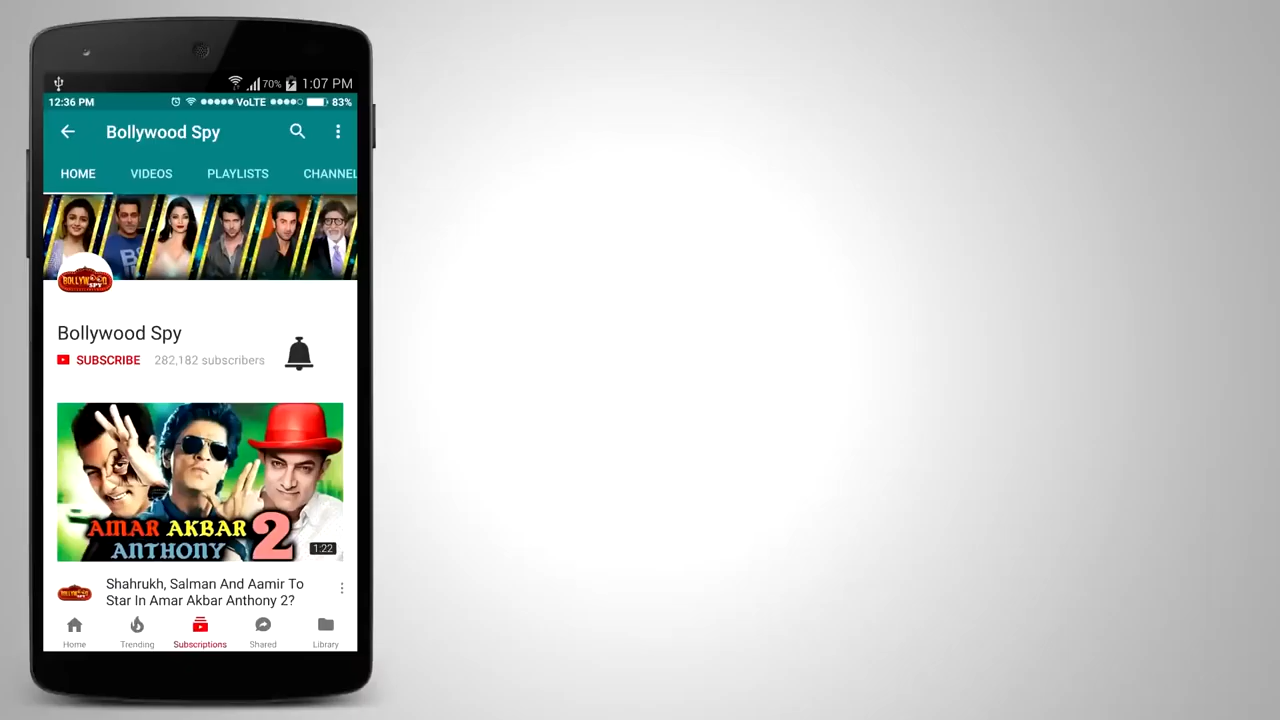 70% 1:07 PM
12:36 PM VoLTE 83%
Bollywood Spy
HOME VIDEOS PLAYLISTS CHANNEL
BOLLYWOOD
SPY
Bollywood Spy
SUBSCRIBE 282,182 subscribers
AMAR AKBAR
ANTHONY 2
1:22
Shahrukh, Salman And Aamir To
Star In Amar Akbar Anthony 2?
Home Trending Subscriptions Shared Library